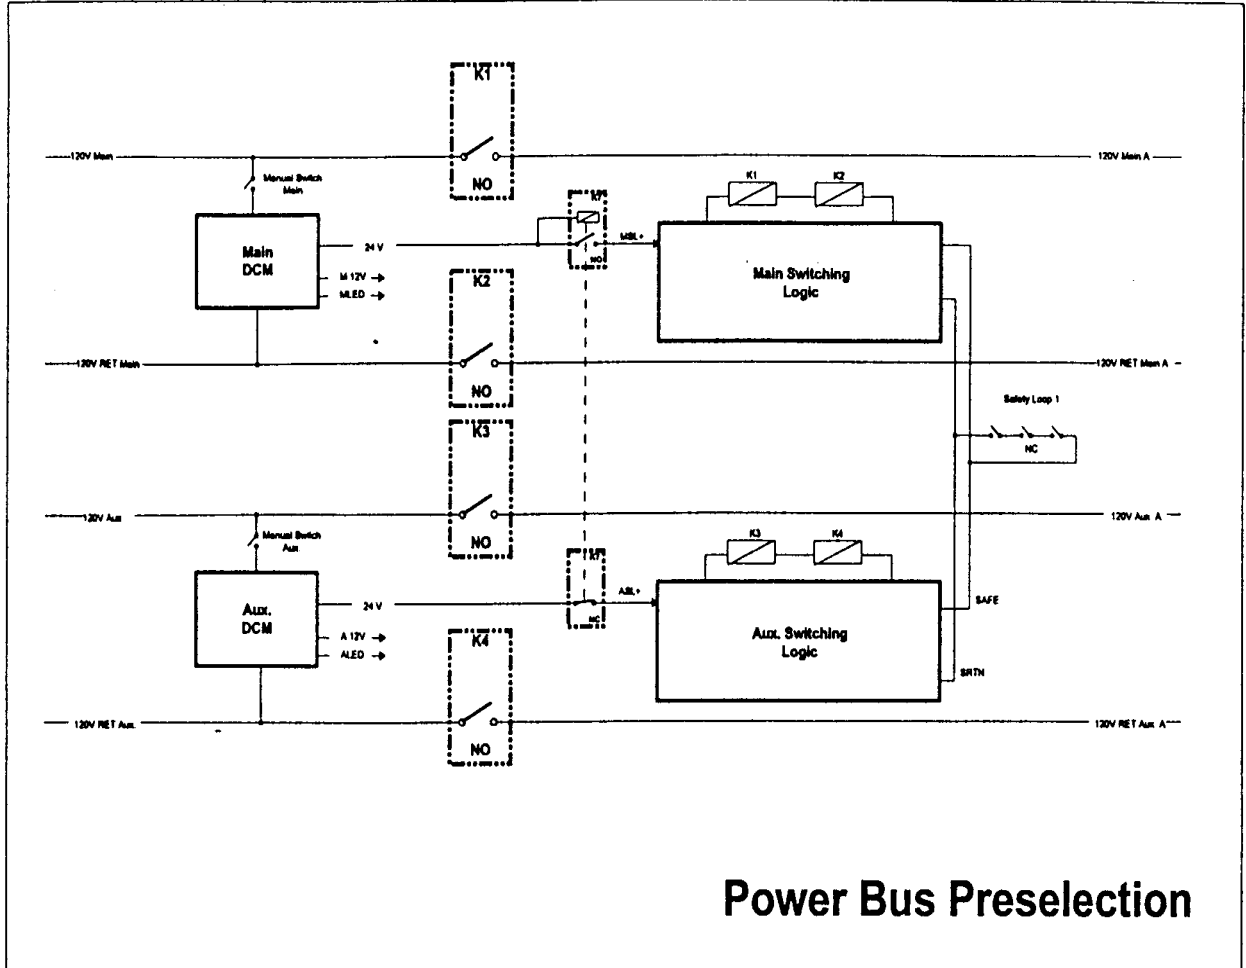 K1
120V Main
120V Main A
Manual Switch
Main
NO
K1
K2
K7
Main
DCM
24 V
MSL+
NO
M 12V
MLED
K2
Main Switching
Logic
120V RET Main
120V RET Main A
NO
Safety Loop 1
NC
K3
120V Aux
120V Aux A
Manual Switch
Aux
NO
K3
K4
K7
Aux.
DCM
24 V
ASL+
NC
SAFE
A 12V
ALED
K4
Aux. Switching
Logic
SRTN
120V RET Aux.
120V RET Aux A
NO
Power Bus Preselection